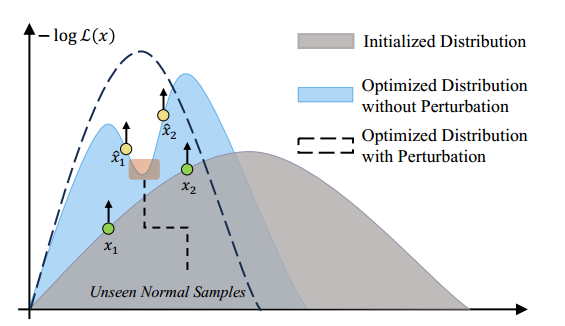 − log ℒ(x)
Initialized Distribution
Optimized Distribution
without Perturbation
Optimized Distribution
with Perturbation
x̂₂
x̂₁
x₂
x₁
Unseen Normal Samples